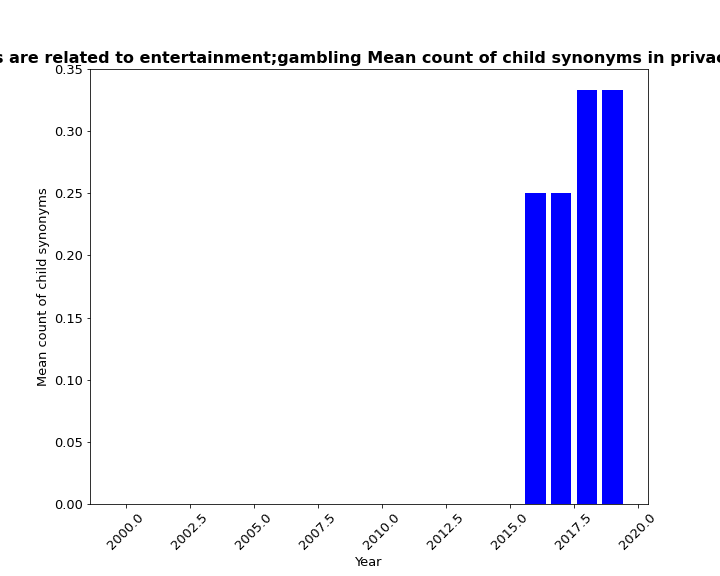 s are related to entertainment;gambling Mean count of child synonyms in privac
0.35
0.30
0.25
0.20
0.15
0.10
0.05
0.00
Mean count of child synonyms
2000.0 2002.5 2005.0 2007.5 2010.0 2012.5 2015.0 2017.5 2020.0
Year